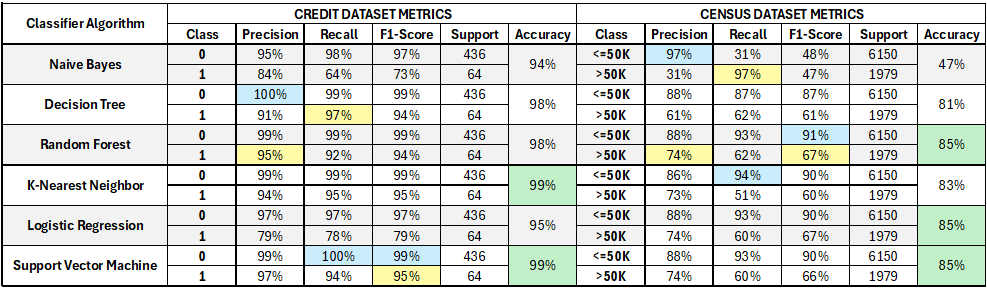 Classifier Algorithm CREDIT DATASET METRICS CENSUS DATASET METRICS
Class Precision Recall F1-Score Support Accuracy Class Precision Recall F1-Score Support Accuracy
Naive Bayes 0 95% 98% 97% 436 94% <=50K 97% 31% 48% 6150 47%
1 84% 64% 73% 64 >50K 31% 97% 47% 1979
Decision Tree 0 100% 99% 99% 436 98% <=50K 88% 87% 87% 6150 81%
1 91% 97% 94% 64 >50K 61% 62% 61% 1979
Random Forest 0 99% 99% 99% 436 98% <=50K 88% 93% 91% 6150 85%
1 95% 92% 94% 64 >50K 74% 62% 67% 1979
K-Nearest Neighbor 0 99% 99% 99% 436 99% <=50K 86% 94% 90% 6150 83%
1 94% 95% 95% 64 >50K 73% 51% 60% 1979
Logistic Regression 0 97% 97% 97% 436 95% <=50K 88% 93% 90% 6150 85%
1 79% 78% 79% 64 >50K 74% 60% 67% 1979
Support Vector Machine 0 99% 100% 99% 436 99% <=50K 88% 93% 90% 6150 85%
1 97% 94% 95% 64 >50K 74% 60% 66% 1979